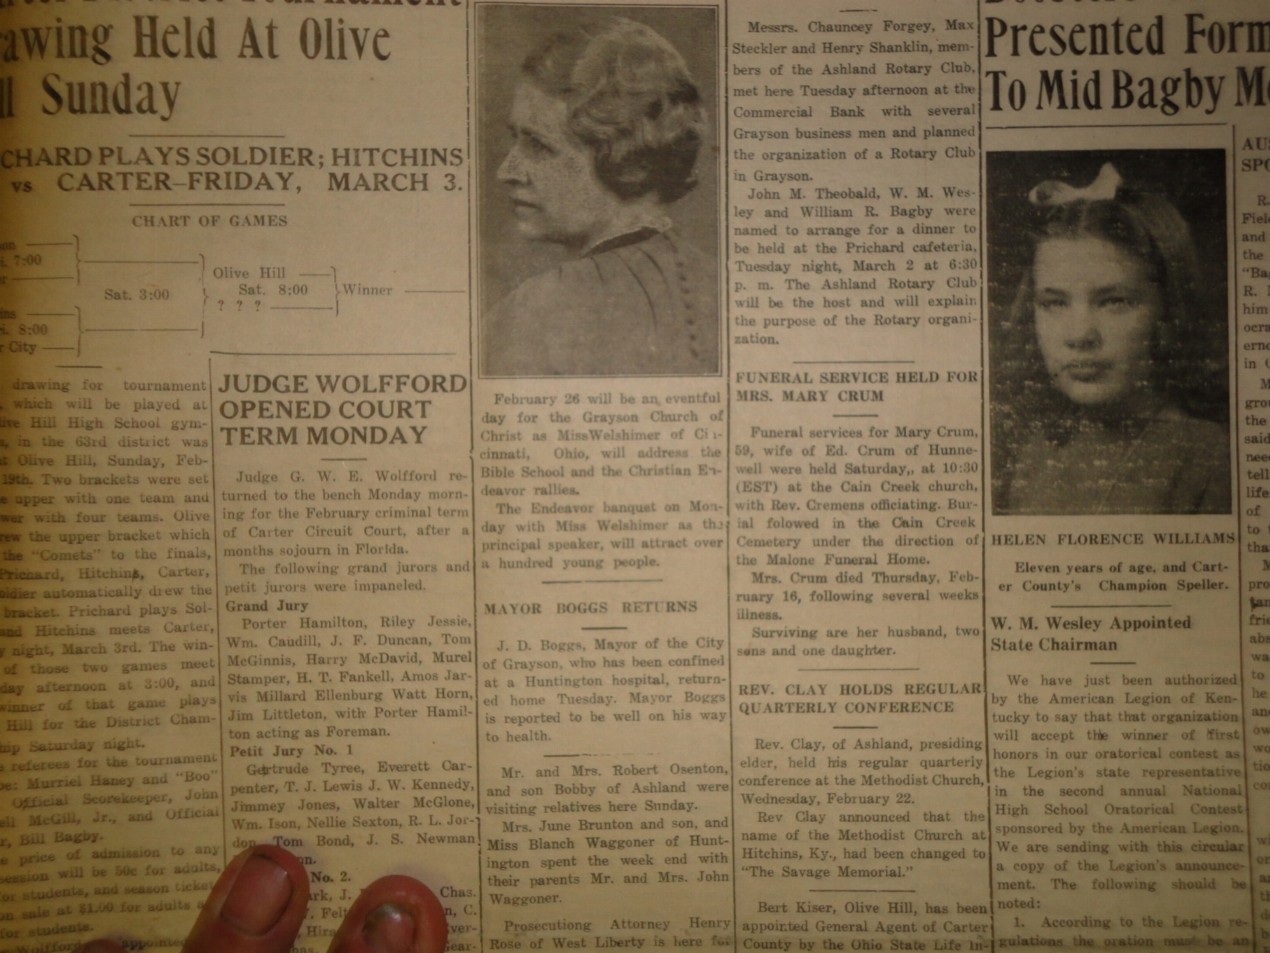 awing Held At Olive
Sunday
CHARD PLAYS SOLDIER; HITCHINS
vs CARTER—FRIDAY, MARCH 3.
CHART OF GAMES
7:00
Sat. 3:00
Olive Hill
Sat. 8:00
? ? ?
Winner
8:00
City
drawing for tournament
which will be played at
Hill High School gym-
in the 63rd district was
Olive Hill, Sunday, Feb-
19th. Two brackets were set
upper with one team and
with four teams. Olive
the upper bracket which
the "Comets" to the finals,
Prichard, Hitchins, Carter,
automatically drew the
bracket. Prichard plays Sol-
and Hitchins meets Carter,
night, March 3rd. The win-
of those two games meet
day afternoon at 3:00, and
winner of that game plays
Hill for the District Cham-
Saturday night.
referees for the tournament
Murriel Haney and "Boo"
Official Scorekeeper, John
McGill, Jr., and Official
Bill Bagby.
price of admission to any
session will be 50c for adults,
for students, and season ticket
on sale at $1.00 for adults
for students.
JUDGE WOLFFORD
OPENED COURT
TERM MONDAY
Judge G. W. E. Wolfford re-
turned to the bench Monday morn-
ing for the February criminal term
of Carter Circuit Court, after a
months sojourn in Florida.
The following grand jurors and
petit jurors were impaneled.
Grand Jury
Porter Hamilton, Riley Jessie,
Wm. Caudill, J. F. Duncan, Tom
McGinnis, Harry McDavid, Murel
Stamper, H. T. Fankell, Amos Jar-
vis Millard Ellenburg Watt Horn,
Jim Littleton, with Porter Hamil-
ton acting as Foreman.
Petit Jury No. 1
Gertrude Tyree, Everett Car-
penter, T. J. Lewis J. W. Kennedy,
Jimmey Jones, Walter McGlone,
Wm. Ison, Nellie Sexton, R. L. Jor-
don, Tom Bond, J. S. Newman
No. 2.
February 26 will be an eventful
day for the Grayson Church of
Christ as MissWelshimer of Ci
cinnati, Ohio, will address the
Bible School and the Christian En-
deavor rallies.
The Endeavor banquet on Mon-
day with Miss Welshimer as the
principal speaker, will attract over
a hundred young people.
MAYOR BOGGS RETURNS
J. D. Boggs, Mayor of the City
of Grayson, who has been confined
at a Huntington hospital, return-
ed home Tuesday. Mayor Boggs
is reported to be well on his way
to health.
Mr. and Mrs. Robert Osenton,
and son Bobby of Ashland were
visiting relatives here Sunday.
Mrs. June Brunton and son, and
Miss Blanch Waggoner of Hunt-
ington spent the week end with
their parents Mr. and Mrs. John
Waggoner.
Prosecutiong Attorney Henry
Rose of West Liberty is here for
Messrs. Chauncey Forgey, Max
Steckler and Henry Shanklin, mem-
bers of the Ashland Rotary Club,
met here Tuesday afternoon at the
Commercial Bank with several
Grayson business men and planned
the organization of a Rotary Club
in Grayson.
John M. Theobald, W. M. Wes-
ley and William R. Bagby were
named to arrange for a dinner to
be held at the Prichard cafeteria,
Tuesday night, March 2 at 6:30
p. m. The Ashland Rotary Club
will be the host and will explain
the purpose of the Rotary organi-
zation.
FUNERAL SERVICE HELD FOR
MRS. MARY CRUM
Funeral services for Mary Crum,
59, wife of Ed. Crum of Hunne-
well were held Saturday,, at 10:30
(EST) at the Cain Creek church,
with Rev. Cremens officiating. Bur-
ial folowed in the Cain Creek
Cemetery under the direction of
the Malone Funeral Home.
Mrs. Crum died Thursday, Feb-
ruary 16, following several weeks
illness.
Surviving are her husband, two
sons and one daughter.
REV. CLAY HOLDS REGULAR
QUARTERLY CONFERENCE
Rev. Clay, of Ashland, presiding
elder, held his regular quarterly
conference at the Methodist Church,
Wednesday, February 22.
Rev Clay announced that the
name of the Methodist Church at
Hitchins, Ky., had been changed to
"The Savage Memorial."
Bert Kiser, Olive Hill, has been
appointed General Agent of Carter
County by the Ohio State Life In-
Presented Form
To Mid Bagby
HELEN FLORENCE WILLIAMS
Eleven years of age, and Cart-
er County's Champion Speller.
W. M. Wesley Appointed
State Chairman
We have just been authorized
by the American Legion of Ken-
tucky to say that that organization
will accept the winner of first
honors in our oratorical contest as
the Legion's state representative
in the second annual National
High School Oratorical Contest
sponsored by the American Legion.
We are sending with this circular
a copy of the Legion's announce-
ment. The following should be
noted:
1. According to the Legion re-
gulations the oration must be an